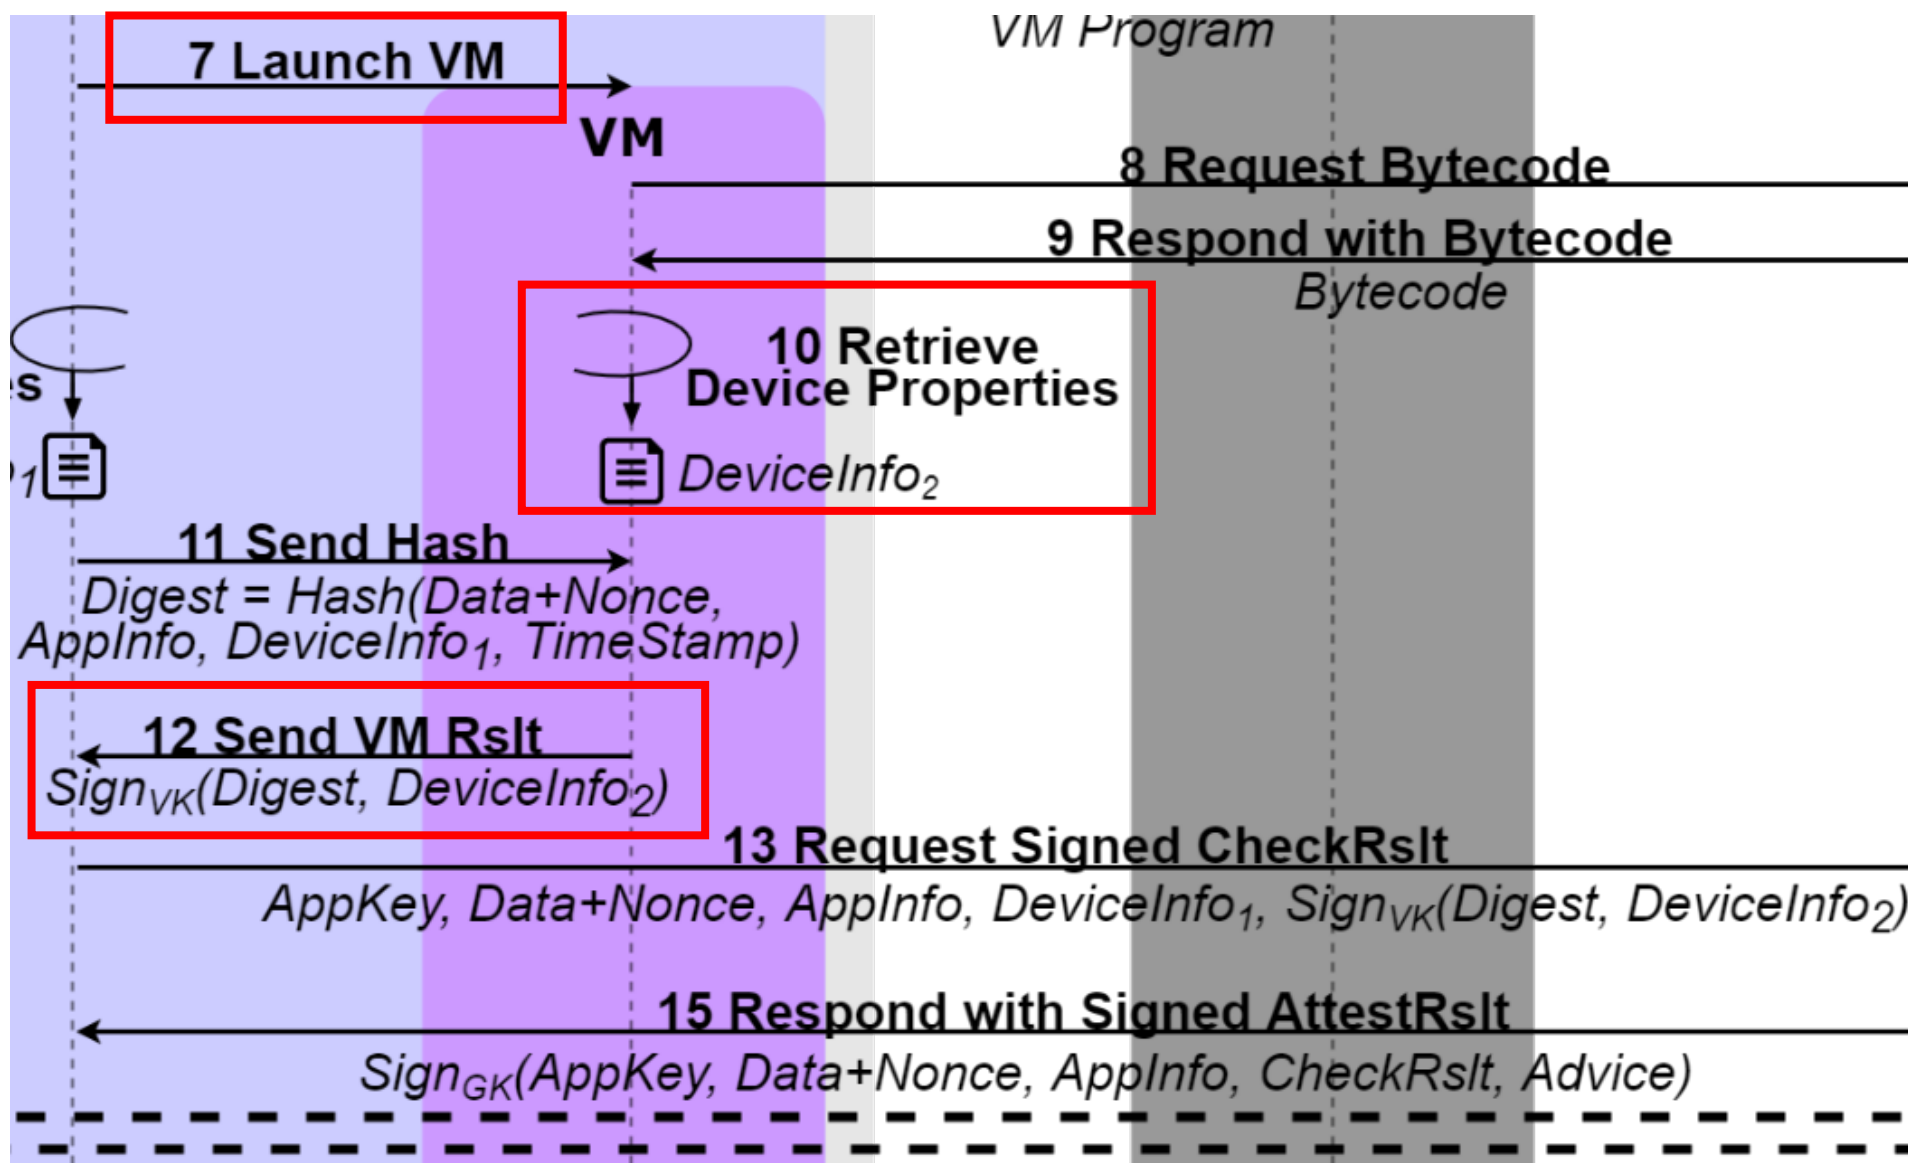 VM Program
7 Launch VM
VM
8 Request Bytecode
9 Respond with Bytecode
Bytecode
10 Retrieve
Device Properties
es
1
DeviceInfo2
11 Send Hash
Digest = Hash(Data+Nonce,
AppInfo, DeviceInfo1, TimeStamp)
12 Send VM Rslt
SignVK(Digest, DeviceInfo2)
13 Request Signed CheckRslt
AppKey, Data+Nonce, AppInfo, DeviceInfo1, SignVK(Digest, DeviceInfo2)
15 Respond with Signed AttestRslt
SignGK(AppKey, Data+Nonce, AppInfo, CheckRslt, Advice)